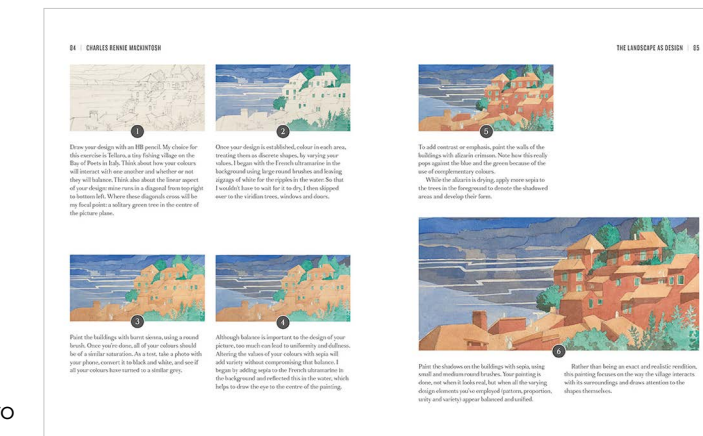 84 | CHARLES RENNIE MACKINTOSH
THE LANDSCAPE AS DESIGN | 85
1
Draw your design with an HB pencil. My choice for
this exercise is Tellaro, a tiny fishing village on the
Bay of Poets in Italy. Think about how your colours
will interact with one another and whether or not
they will balance. Think also about the linear aspect
of your design: mine runs in a diagonal from top right
to bottom left. Where these diagonals cross will be
my focal point: a solitary green tree in the centre of
the picture plane.
2
Once your design is established, colour in each area,
treating them as discrete shapes, by varying your
values. I began with the French ultramarine in the
background using large round brushes and leaving
zigzags of white for the ripples in the water. So that
I wouldn't have to wait for it to dry, I then skipped
over to the viridian trees, windows and doors.
3
Paint the buildings with burnt sienna, using a round
brush. Once you're done, all of your colours should
be of a similar saturation. As a test, take a photo with
your phone, convert it to black and white, and see if
all your colours have turned to a similar grey.
4
Although balance is important to the design of your
picture, too much can lead to uniformity and dullness.
Altering the values of your colours with sepia will
add variety without compromising that balance. I
began by adding sepia to the French ultramarine in
the background and reflected this in the water, which
helps to draw the eye to the centre of the painting.
5
To add contrast or emphasis, paint the walls of the
buildings with alizarin crimson. Note how this really
pops against the blue and the green because of the
use of complementary colours.
While the alizarin is drying, apply more sepia to
the trees in the foreground to denote the shadowed
areas and develop their form.
6
Paint the shadows on the buildings with sepia, using
small and medium round brushes. Your painting is
done, not when it looks real, but when all the varying
design elements you've employed (pattern, proportion,
unity and variety) appear balanced and unified.
Rather than being an exact and realistic rendition,
this painting focuses on the way the village interacts
with its surroundings and draws attention to the
shapes themselves.